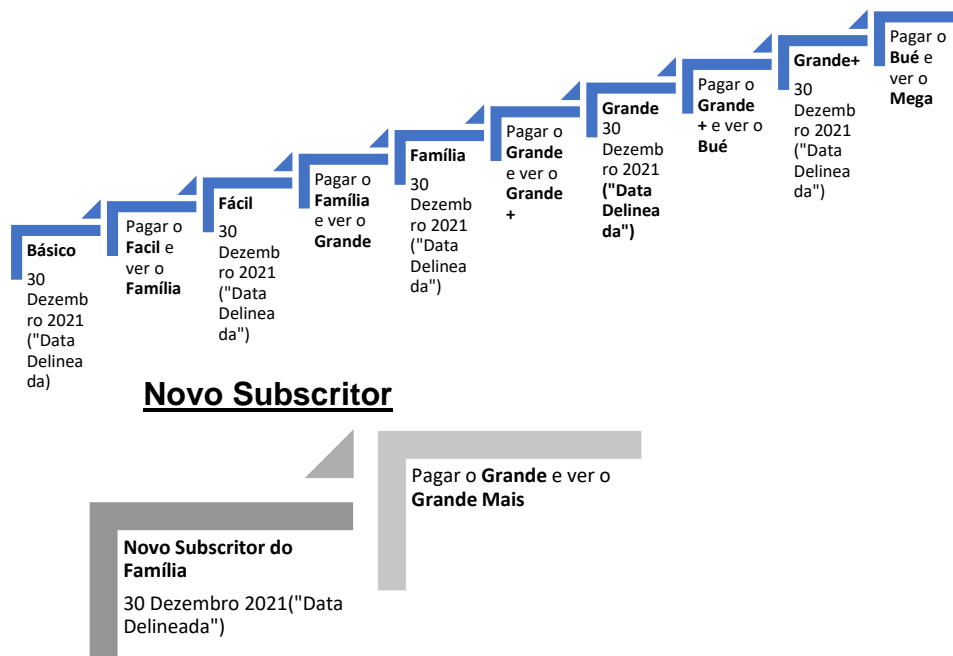 Básico
30
Dezemb
ro 2021
("Data
Delinea
da)
Pagar o
Facil e
ver o
Família
Fácil
30
Dezemb
ro 2021
("Data
Delinea
da")
Pagar o
Família
e ver o
Grande
Família
30
Dezemb
ro 2021
("Data
Delinea
da")
Pagar o
Grande
e ver o
Grande
+
Grande
30
Dezemb
ro 2021
("Data
Delinea
da")
Pagar o
Grande
+ e ver o
Bué
Grande+
30
Dezemb
ro 2021
("Data
Delinea
da")
Pagar o
Bué e
ver o
Mega
Novo Subscritor
Novo Subscritor do
Família
30 Dezembro 2021("Data
Delineada")
Pagar o Grande e ver o
Grande Mais